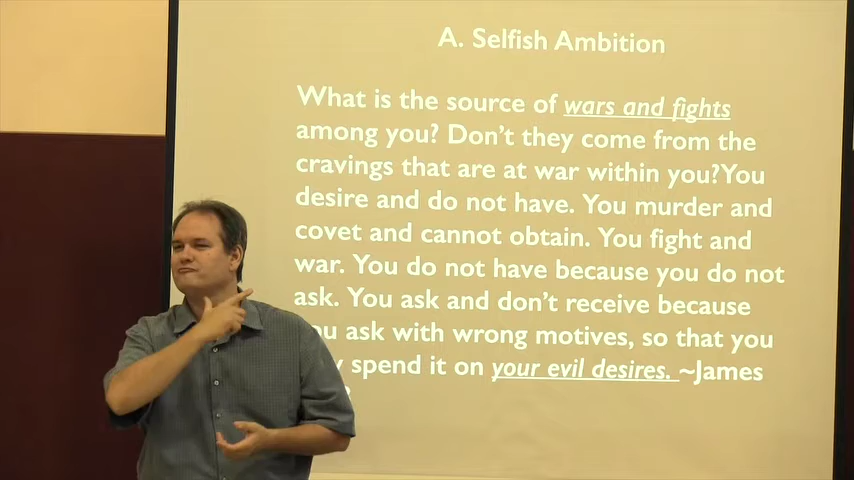 A. Selfish Ambition
What is the source of wars and fights
among you? Don't they come from the
cravings that are at war within you?You
desire and do not have. You murder and
covet and cannot obtain. You fight and
war. You do not have because you do not
ask. You ask and don't receive because
ask with wrong motives, so that you
spend it on your evil desires. ~James